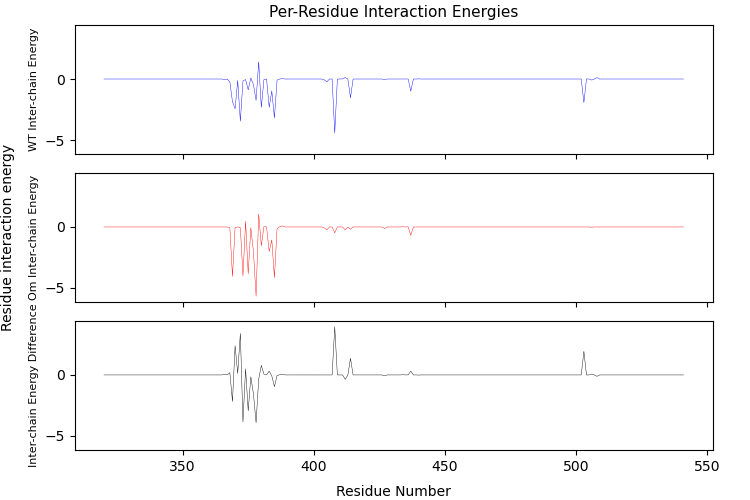 Per-Residue Interaction Energies
Residue interaction energy
WT Inter-chain Energy
0
−5
Om Inter-chain Energy
0
−5
Inter-chain Energy Difference
0
−5
350
400
450
500
550
Residue Number